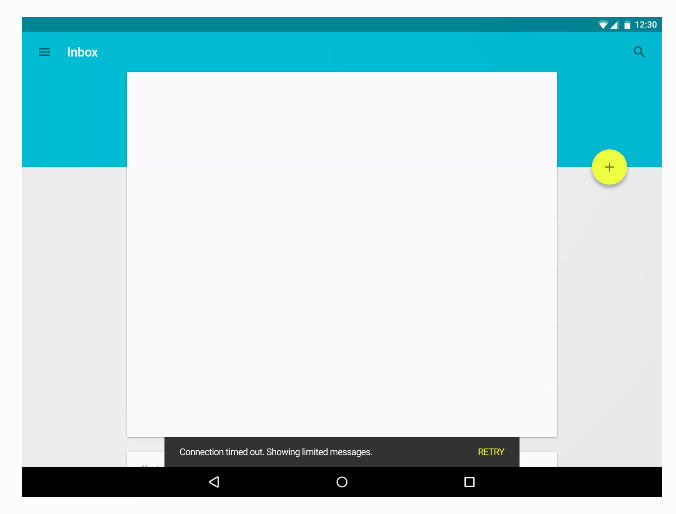 12:30
Inbox
Connection timed out. Showing limited messages.
RETRY